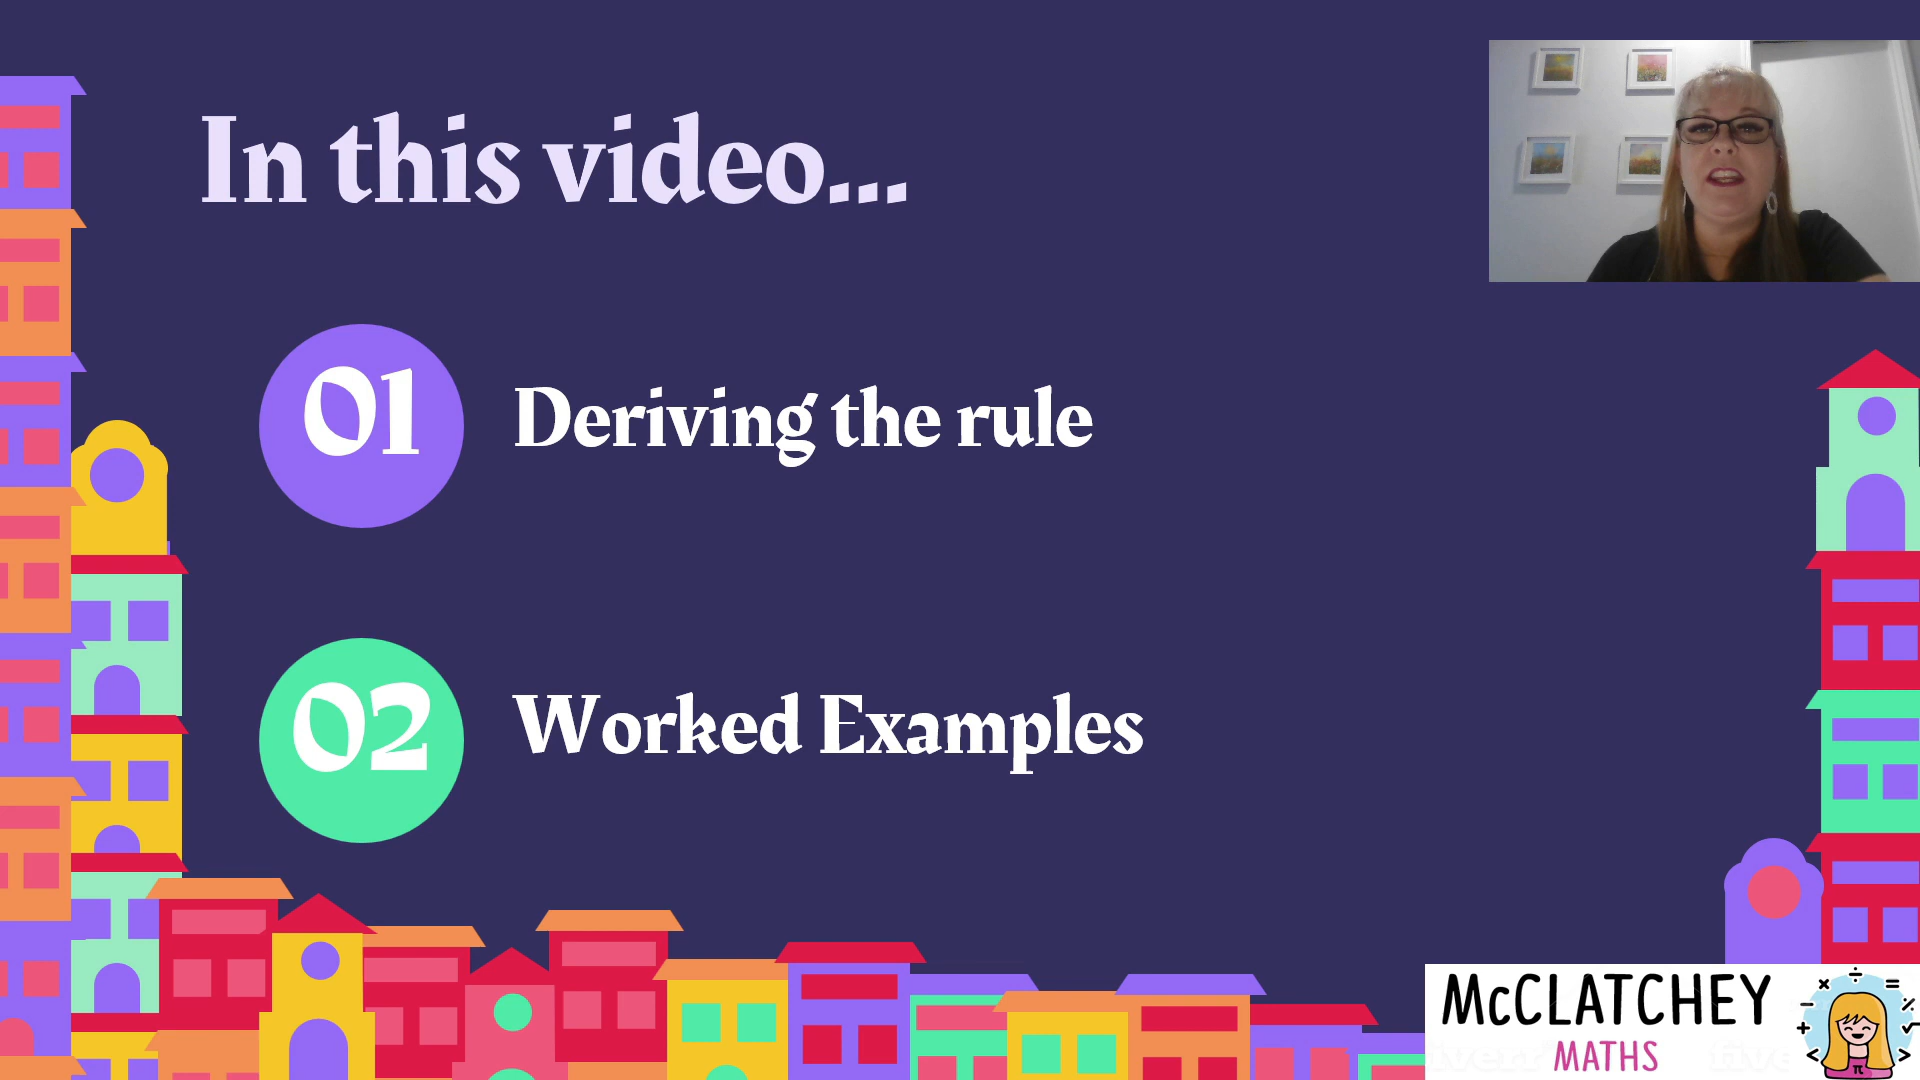 In this video...
01
Deriving the rule
02
Worked Examples
McCLATCHEY
MATHS
π